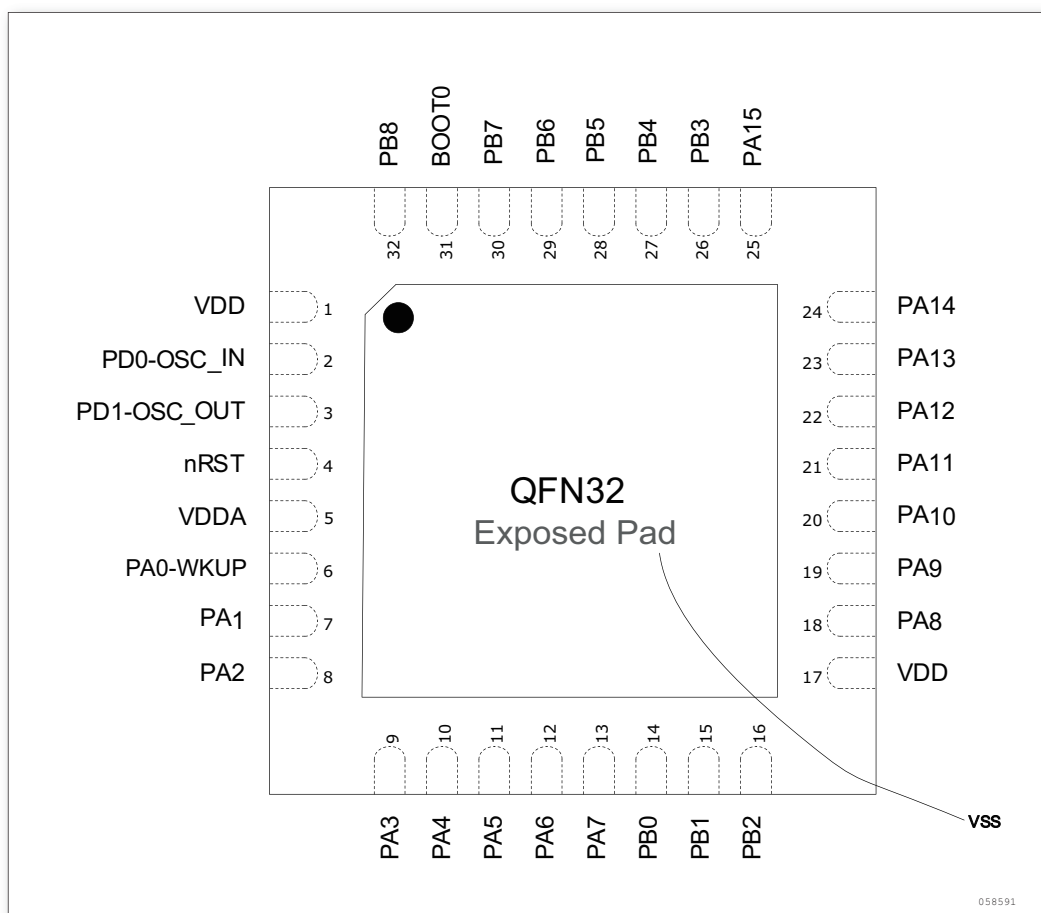 PB8
BOOT0
PB7
PB6
PB5
PB4
PB3
PA15
32
31
30
29
28
27
26
25
VDD 1
PD0-OSC_IN 2
PD1-OSC_OUT 3
nRST 4
VDDA 5
PA0-WKUP 6
PA1 7
PA2 8
QFN32
Exposed Pad
24 PA14
23 PA13
22 PA12
21 PA11
20 PA10
19 PA9
18 PA8
17 VDD
9
10
11
12
13
14
15
16
PA3
PA4
PA5
PA6
PA7
PB0
PB1
PB2
VSS
058591